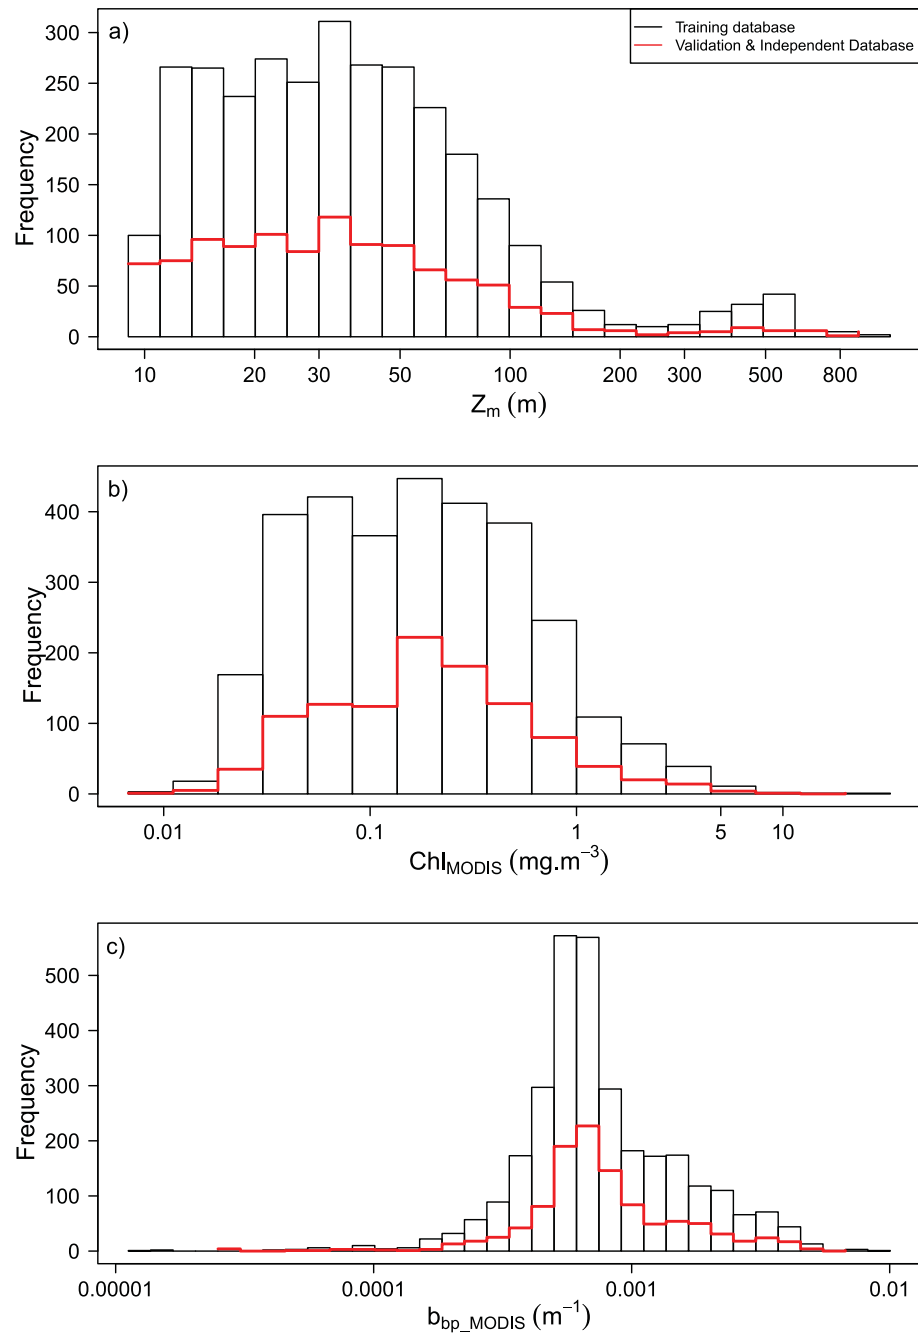 a)
Training database
Validation & Independent Database
Frequency
300
250
200
150
100
50
0
10 20 30 50 100 200 300 500 800
Zm (m)
b)
Frequency
400
300
200
100
0
0.01 0.1 1 5 10
ChlMODIS (mg.m−3)
c)
Frequency
500
400
300
200
100
0
0.00001 0.0001 0.001 0.01
bbp_MODIS (m−1)